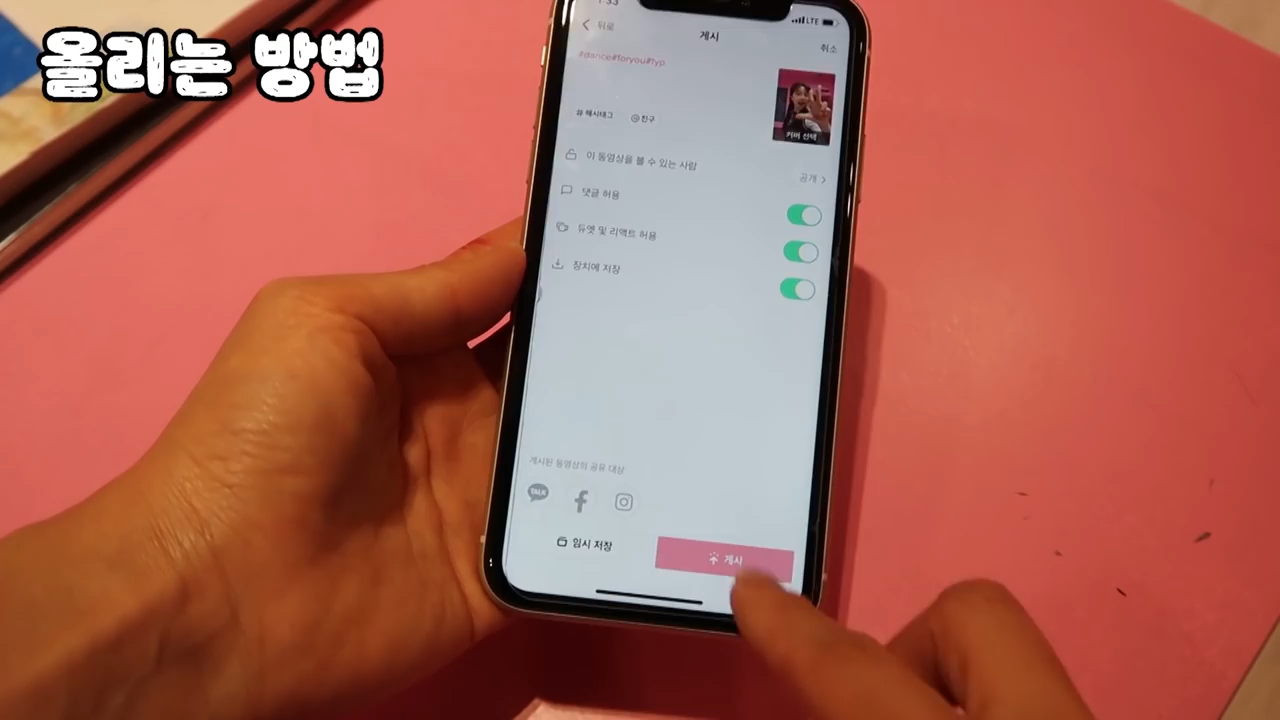 올리는 방법
1:33
LTE
뒤로
게시
취소
#dance#foryou#fyp
커버 선택
# 해시태그 @친구
이 동영상을 볼 수 있는 사람
공개
댓글 허용
듀엣 및 리액트 허용
장치에 저장
게시된 동영상의 공유 대상
TALK
임시 저장
게시